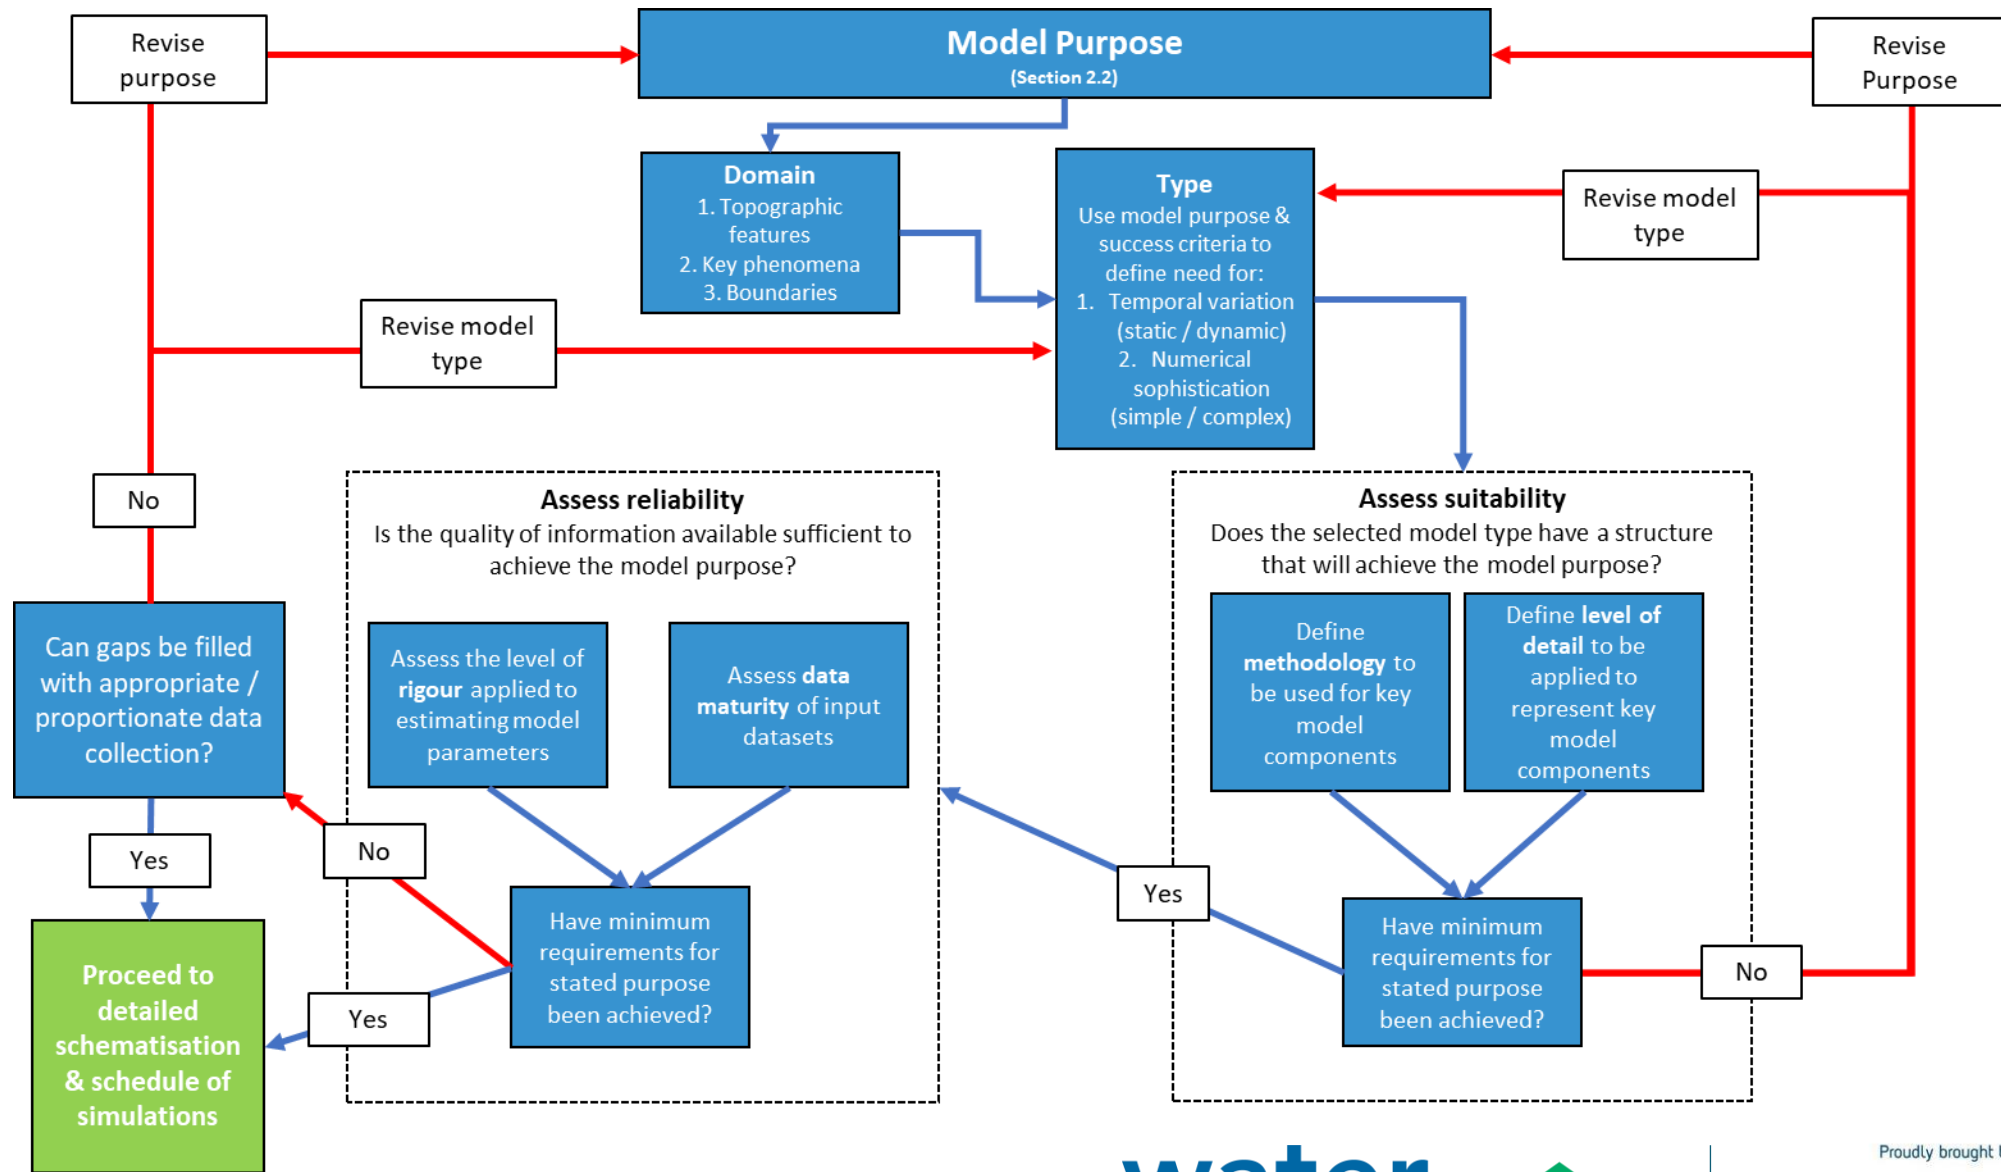 Revise
purpose
Model Purpose
(Section 2.2)
Revise
Purpose
Domain
1. Topographic
features
2. Key phenomena
3. Boundaries
Type
Use model purpose &
success criteria to
define need for:
1. Temporal variation
(static / dynamic)
2. Numerical
sophistication
(simple / complex)
Revise model
type
Revise model
type
No
Assess reliability
Is the quality of information available sufficient to
achieve the model purpose?
Assess suitability
Does the selected model type have a structure
that will achieve the model purpose?
Can gaps be filled
with appropriate /
proportionate data
collection?
Assess the level of
rigour applied to
estimating model
parameters
Assess data
maturity of input
datasets
Define
methodology to
be used for key
model
components
Define level of
detail to be
applied to
represent key
model
components
Yes
No
Yes
Have minimum
requirements for
stated purpose
been achieved?
Have minimum
requirements for
stated purpose
been achieved?
No
Yes
Proceed to
detailed
schematisation
& schedule of
simulations
water
Proudly brought